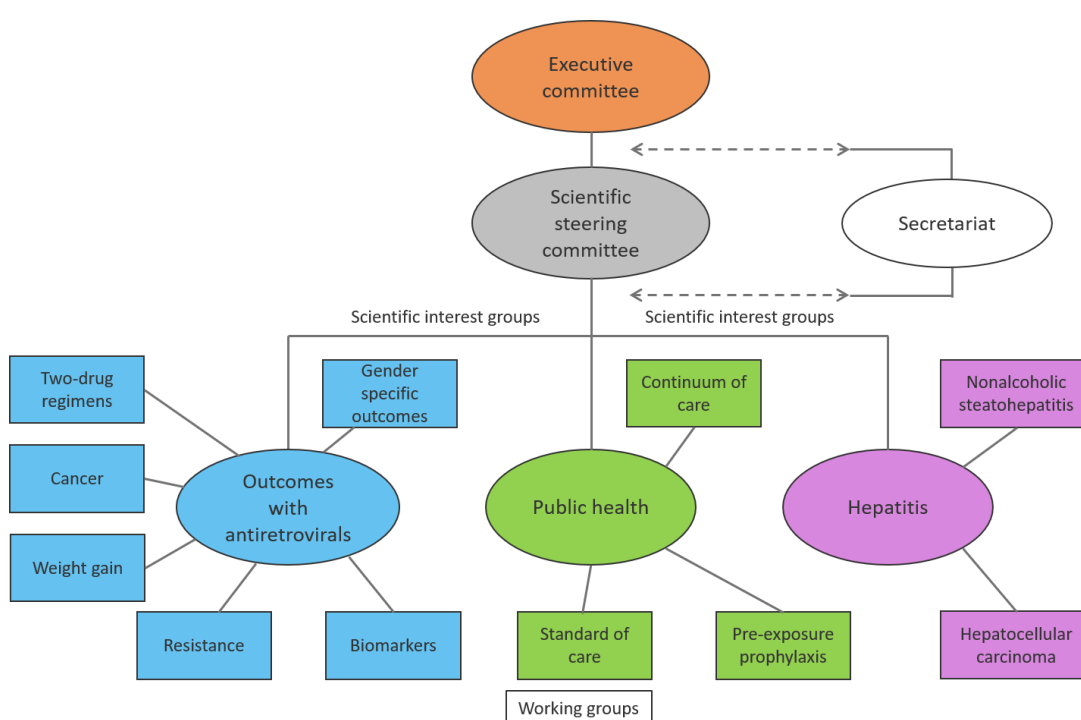 Executive
committee
Scientific
steering
committee
Secretariat
Scientific interest groups
Scientific interest groups
Two-drug
regimens
Gender
specific
outcomes
Continuum of
care
Nonalcoholic
steatohepatitis
Cancer
Outcomes
with
antiretrovirals
Public health
Hepatitis
Weight gain
Resistance
Biomarkers
Standard of
care
Pre-exposure
prophylaxis
Hepatocellular
carcinoma
Working groups